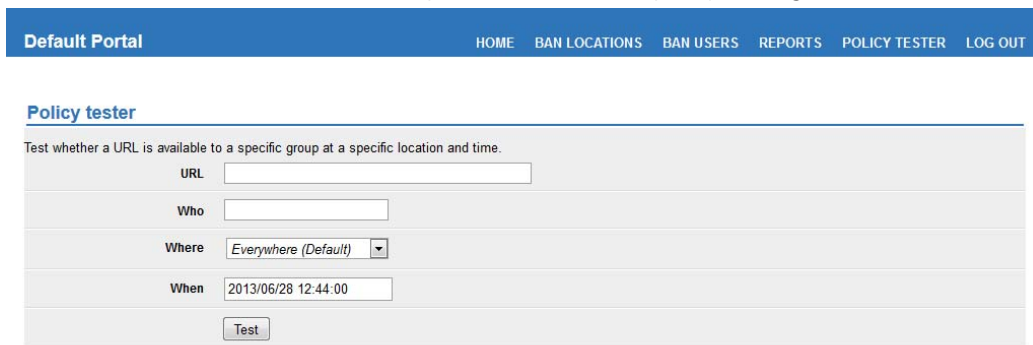 Default Portal HOME BAN LOCATIONS BAN USERS REPORTS POLICY TESTER LOG OUT
Policy tester
Test whether a URL is available to a specific group at a specific location and time.
URL
Who
Where Everywhere (Default)
When 2013/06/28 12:44:00
Test